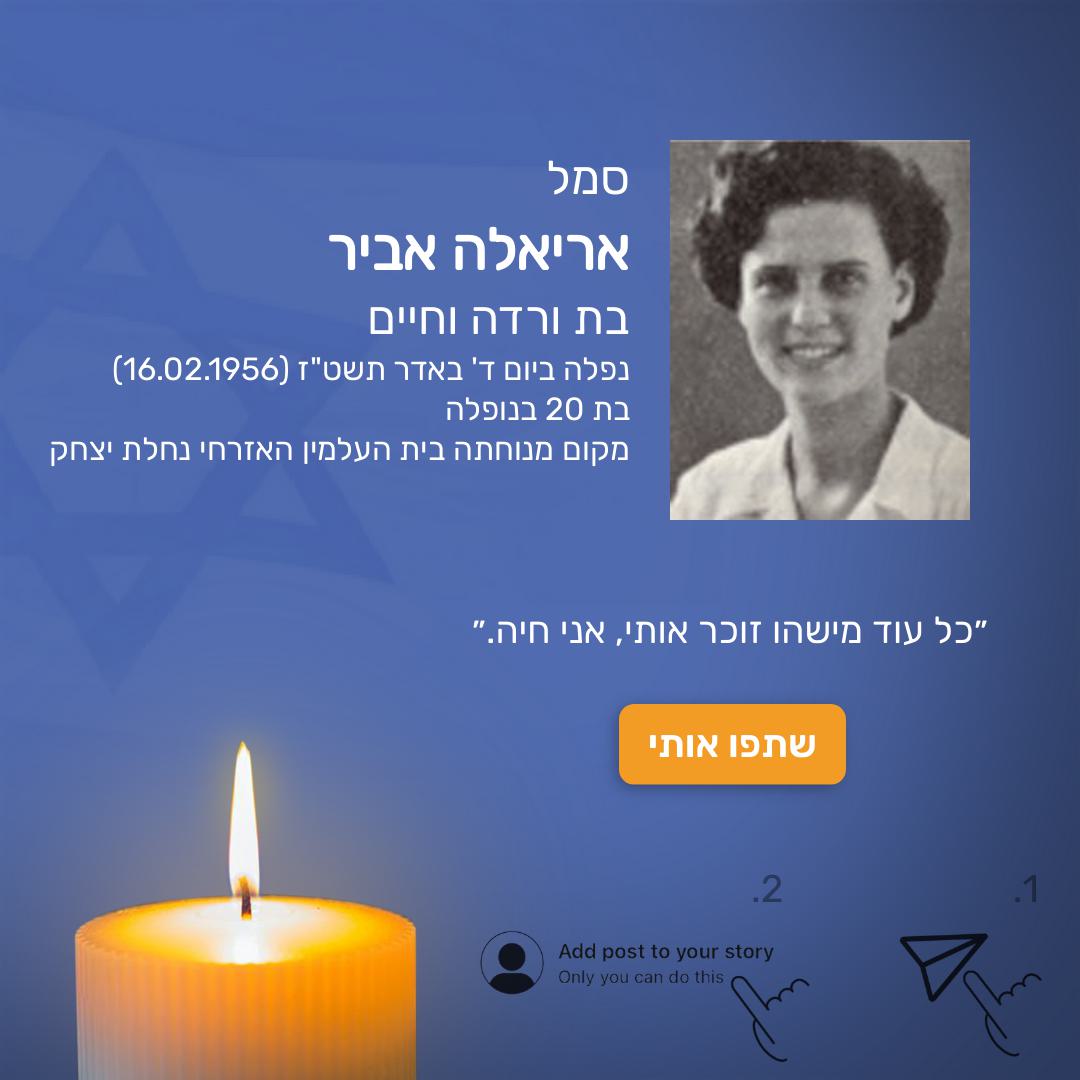 סמל
אריאלה אביר
בת ורדה וחיים
נפלה ביום ד' באדר תשט"ז (16.02.1956)
בת 20 בנופלה
מקום מנוחתה בית העלמין האזרחי נחלת יצחק
״כל עוד מישהו זוכר אותי, אני חיה.״
שתפו אותי
1.
2.
Add post to your story
Only you can do this